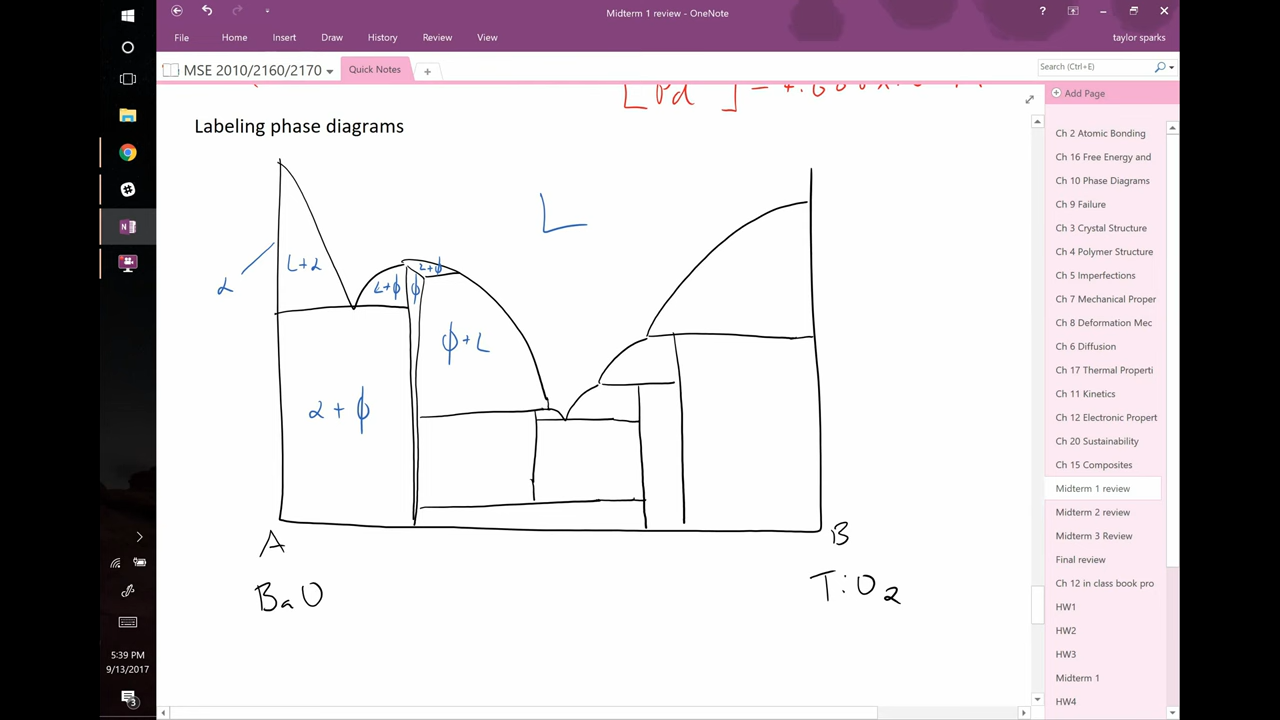 Midterm 1 review - OneNote
?
File Home Insert Draw History Review View
taylor sparks
MSE 2010/2160/2170
Quick Notes
+
Search (Ctrl+E)
Add Page
Labeling phase diagrams
L
L+α
α
L+ϕ
ϕ
L+ϕ
ϕ+L
α + ϕ
A
B
BaO
TiO2
Ch 2 Atomic Bonding
Ch 16 Free Energy and
Ch 10 Phase Diagrams
Ch 9 Failure
Ch 3 Crystal Structure
Ch 4 Polymer Structure
Ch 5 Imperfections
Ch 7 Mechanical Proper
Ch 8 Deformation Mec
Ch 6 Diffusion
Ch 17 Thermal Properti
Ch 11 Kinetics
Ch 12 Electronic Propert
Ch 20 Sustainability
Ch 15 Composites
Midterm 1 review
Midterm 2 review
Midterm 3 Review
Final review
Ch 12 in class book pro
HW1
HW2
HW3
Midterm 1
HW4
5:39 PM
9/13/2017
3